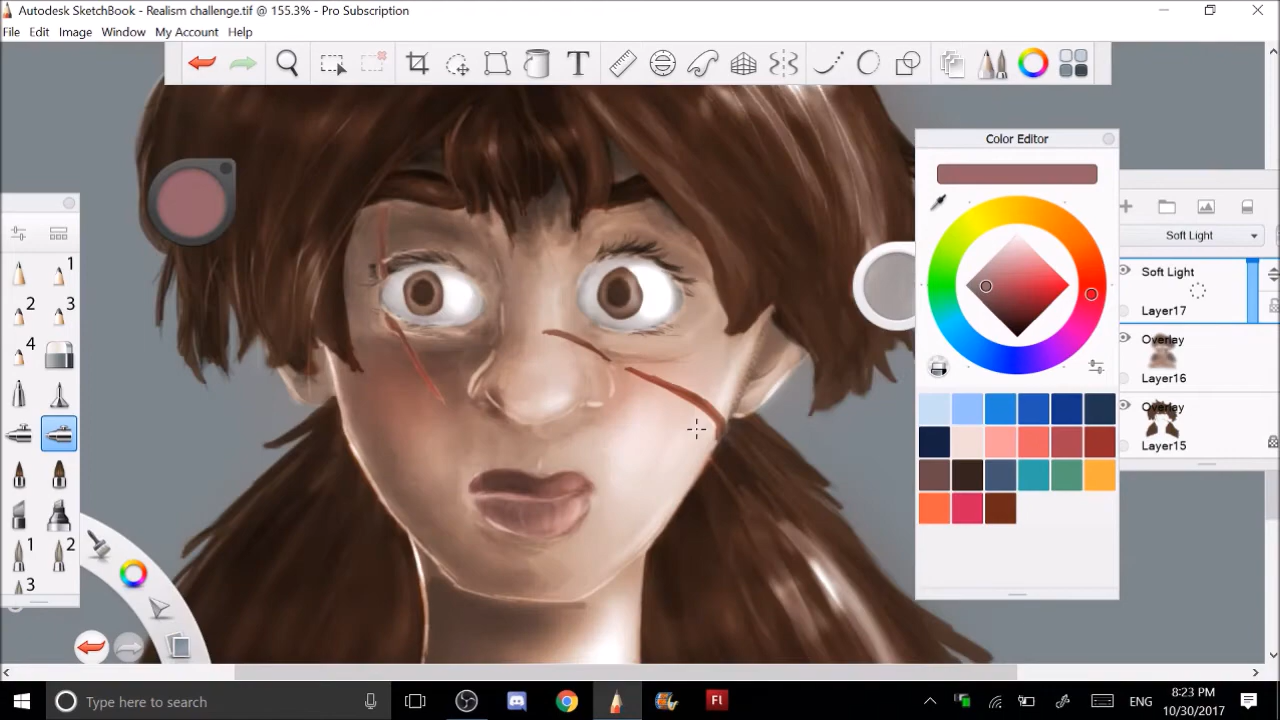 Autodesk SketchBook - Realism challenge.tif @ 155.3% - Pro Subscription
File Edit Image Window My Account Help
T
Color Editor
1
2 3
4
1 2
3
Soft Light
Soft Light
Layer17
Overlay
Layer16
Overlay
Layer15
Type here to search
Fl
ENG
8:23 PM
10/30/2017